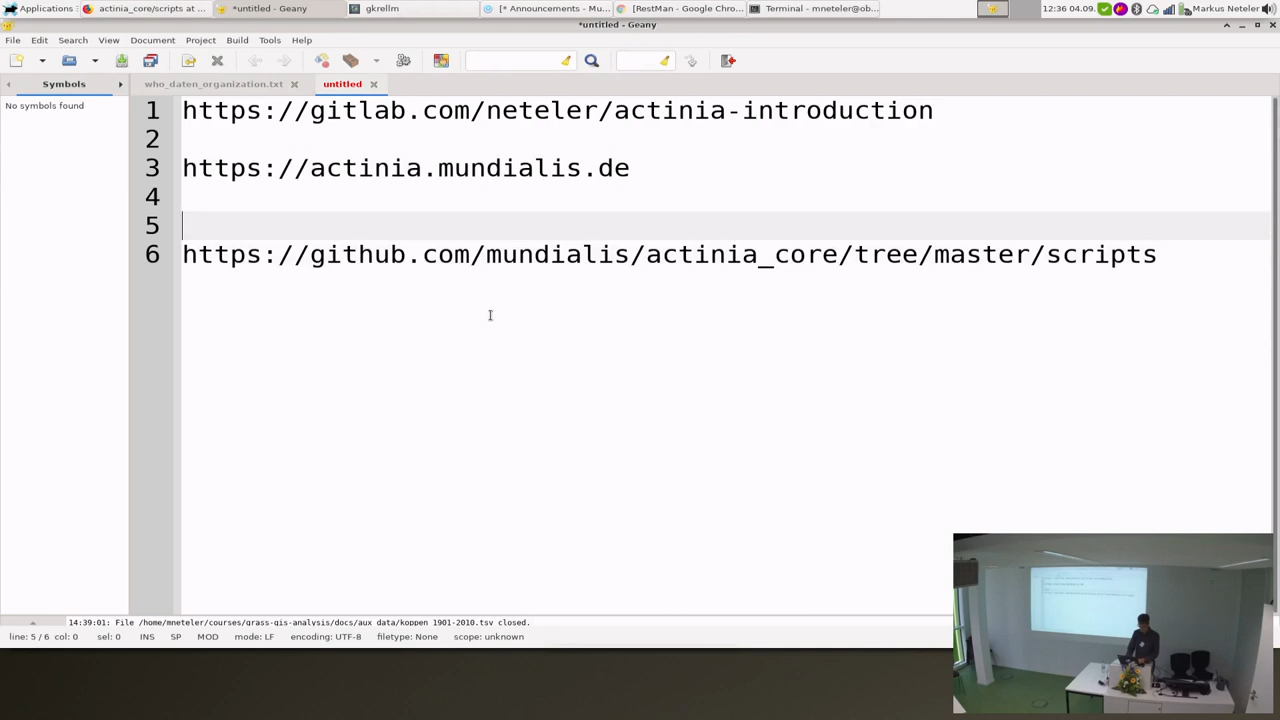 Applications
actinia_core/scripts at ...
*untitled - Geany
gkrellm
[* Announcements - Mu...
[RestMan - Google Chro...
Terminal - mneteler@ob...
12:36 04.09.
Markus Neteler
*untitled - Geany
File Edit Search View Document Project Build Tools Help
Symbols
who_daten_organization.txt
untitled
No symbols found
1 https://gitlab.com/neteler/actinia-introduction
2
3 https://actinia.mundialis.de
4
5
6 https://github.com/mundialis/actinia_core/tree/master/scripts
14:39:01: File /home/mneteler/courses/grass-gis-analysis/docs/aux data/koppen 1901-2010.tsv closed.
line: 5 / 6 col: 0 sel: 0 INS SP MOD mode: LF encoding: UTF-8 filetype: None scope: unknown